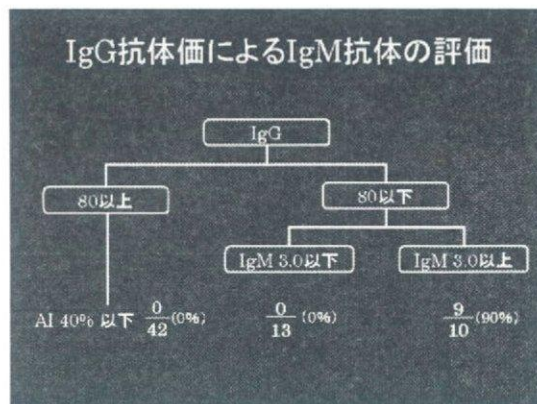 IgG抗体価によるIgM抗体の評価
IgG
80以上
80以下
IgM 3.0以下
IgM 3.0以上
AI 40% 以下 0/42 (0%)
0/13 (0%)
9/10 (90%)